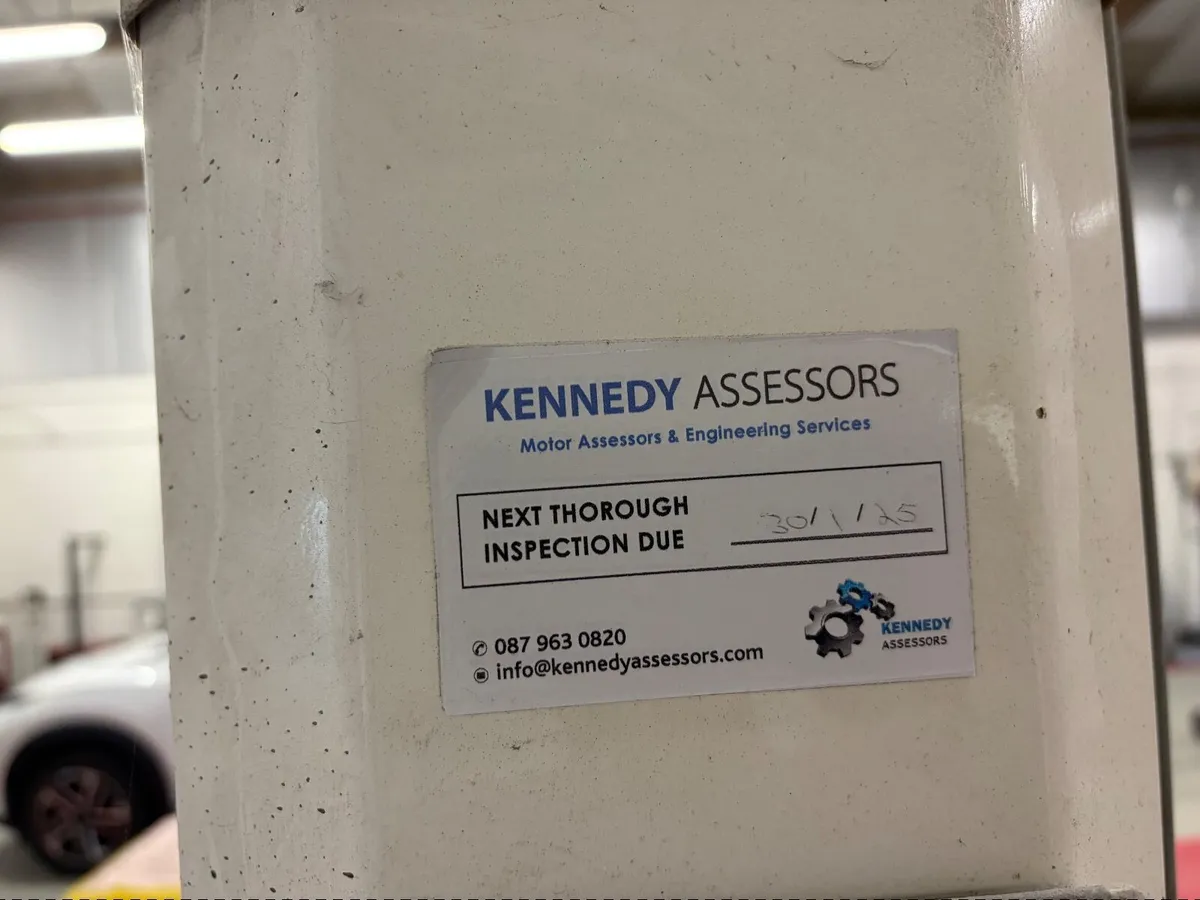 KENNEDY ASSESSORS
Motor Assessors & Engineering Services
NEXT THOROUGH
INSPECTION DUE
30/1/25
087 963 0820
info@kennedyassessors.com
KENNEDY
ASSESSORS